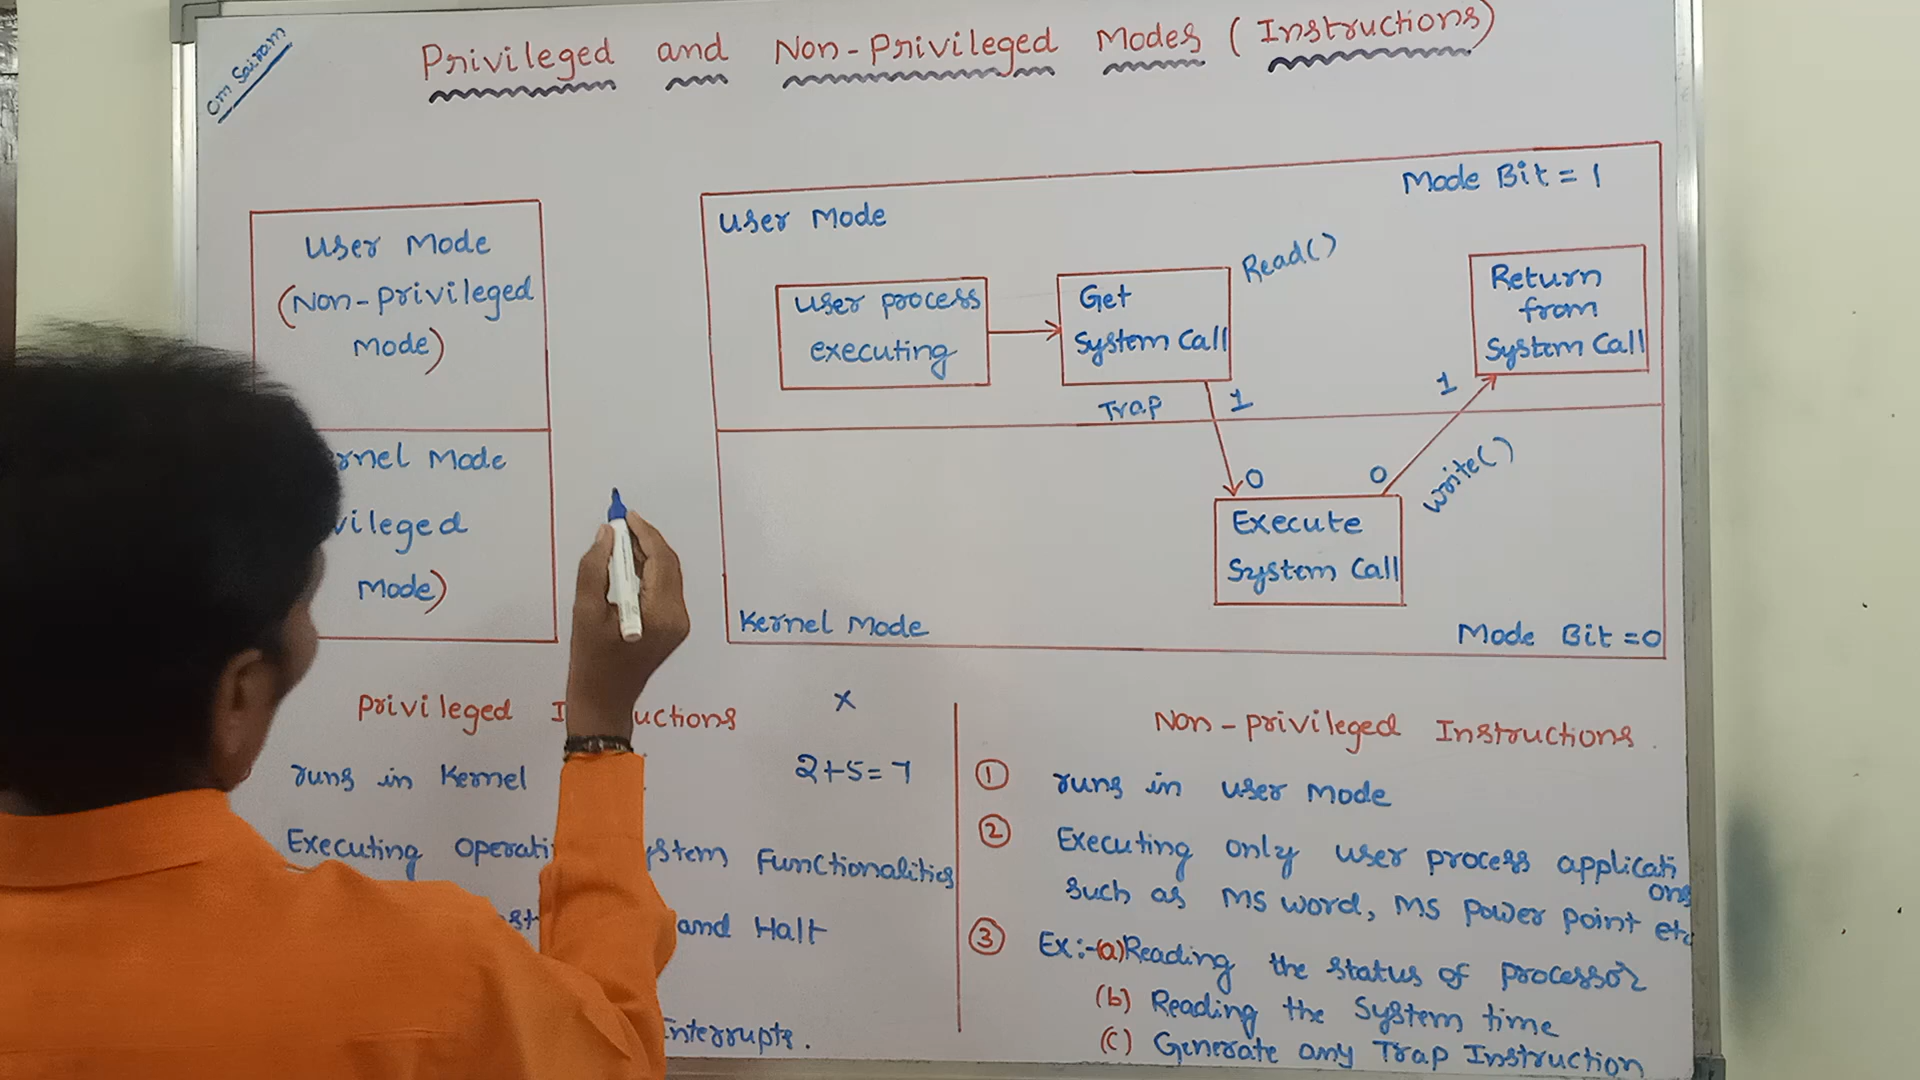 Om Sairam
Privileged and Non-Privileged Modes (Instructions)
User Mode
(Non-privileged
Mode)
Mode
Mode)
User Mode
Mode Bit = 1
User process
executing
Get
System Call
Read()
Return
from
System Call
Trap
1
1
0
0
Write()
Execute
System Call
Kernel Mode
Mode Bit =0
Privileged
x
runs in Kernel
2+5=7
Executing Functionalities
and Halt
Interrupts.
Non-privileged Instructions.
① runs in user Mode
② Executing only user process applicati
ons
such as MS word, MS power point etc
③ Ex:-(a)Reading the status of processor
(b) Reading the System time
(c) Generate any Trap Instruction